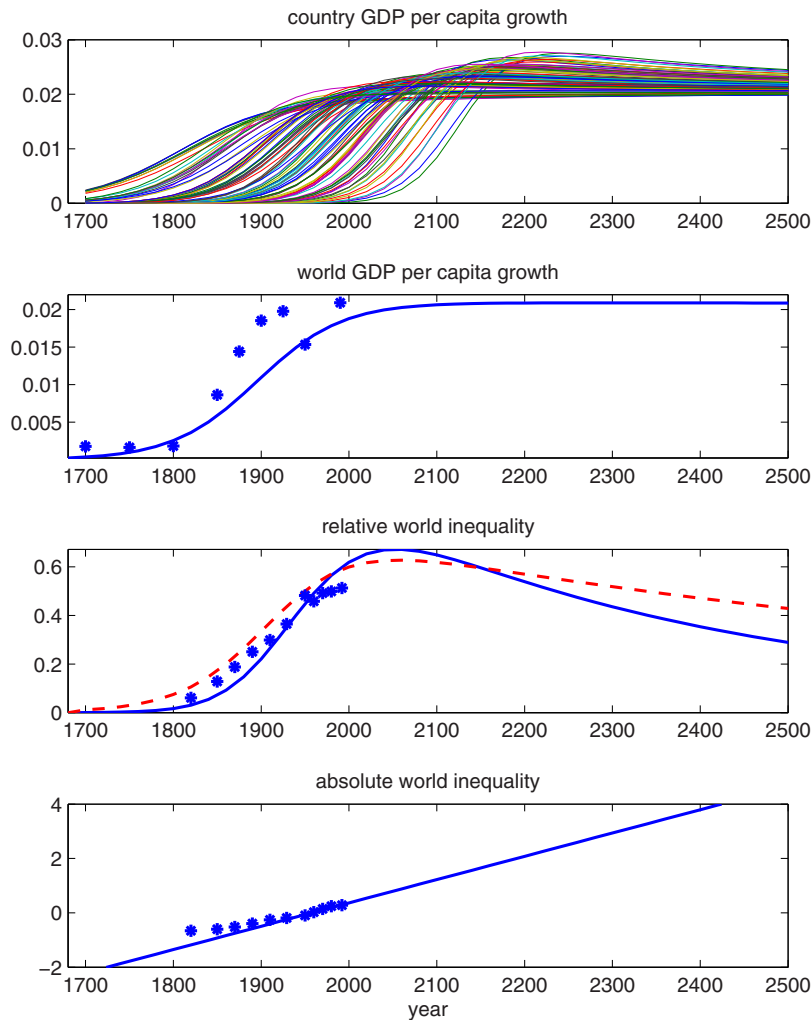 country GDP per capita growth
0.03
0.02
0.01
0
1700 1800 1900 2000 2100 2200 2300 2400 2500
world GDP per capita growth
0.02
0.015
0.01
0.005
1700 1800 1900 2000 2100 2200 2300 2400 2500
relative world inequality
0.6
0.4
0.2
0
1700 1800 1900 2000 2100 2200 2300 2400 2500
absolute world inequality
4
2
0
−2
1700 1800 1900 2000 2100 2200 2300 2400 2500
year